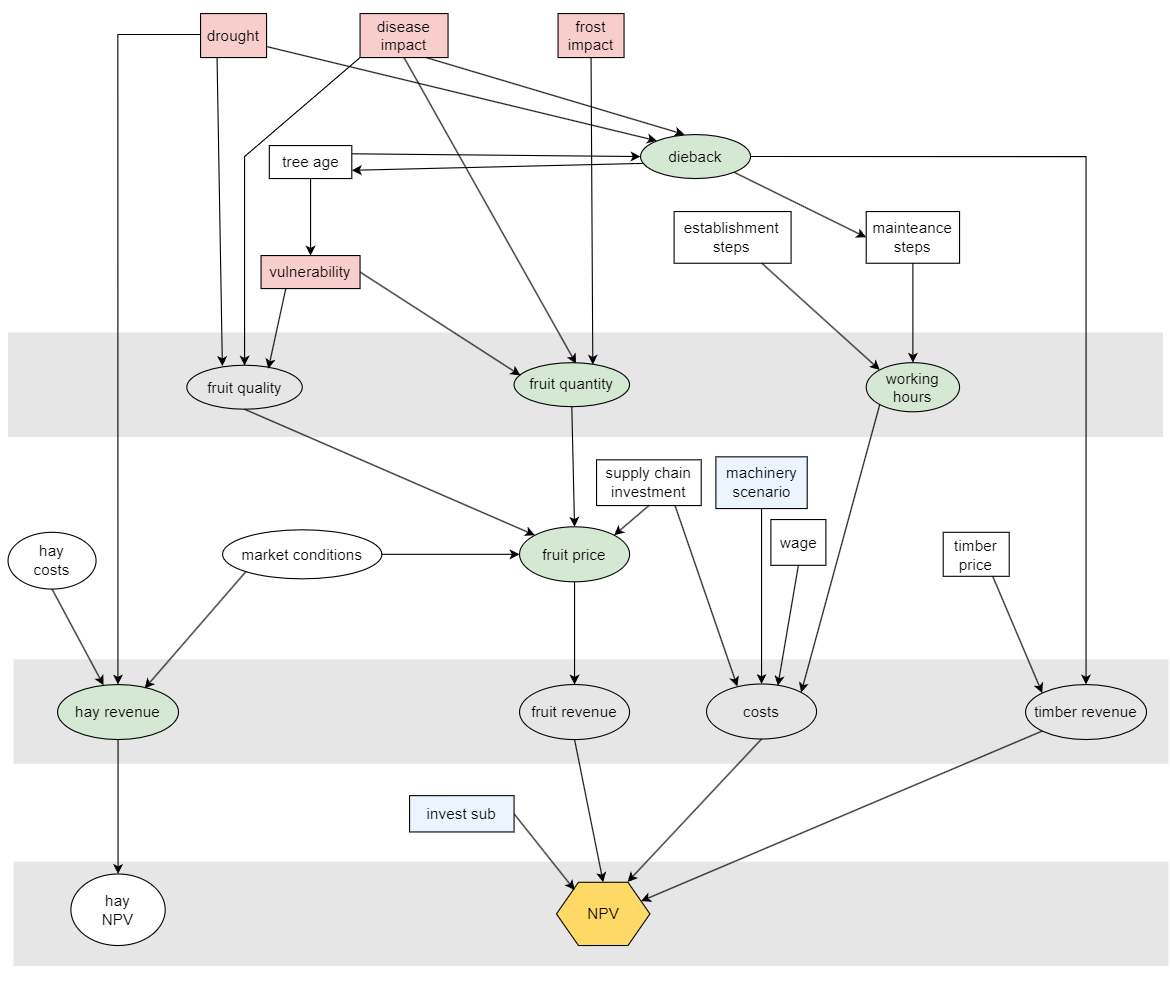 drought
disease
impact
frost
impact
tree age
dieback
establishment
steps
mainteance
steps
vulnerability
fruit quality
fruit quantity
working
hours
supply chain
investment
machinery
scenario
wage
hay
costs
market conditions
fruit price
timber
price
hay revenue
fruit revenue
costs
timber revenue
invest sub
hay
NPV
NPV